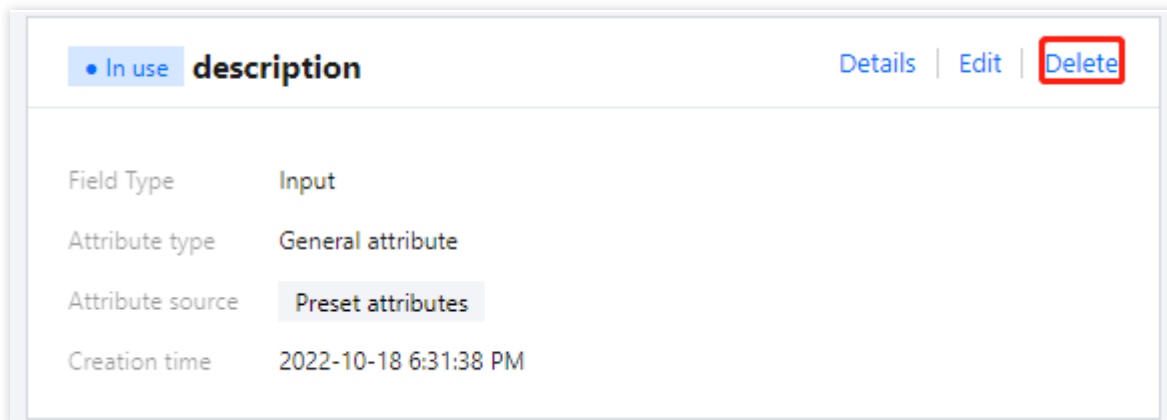 • In use description Details | Edit | Delete
Field Type Input
Attribute type General attribute
Attribute source Preset attributes
Creation time 2022-10-18 6:31:38 PM